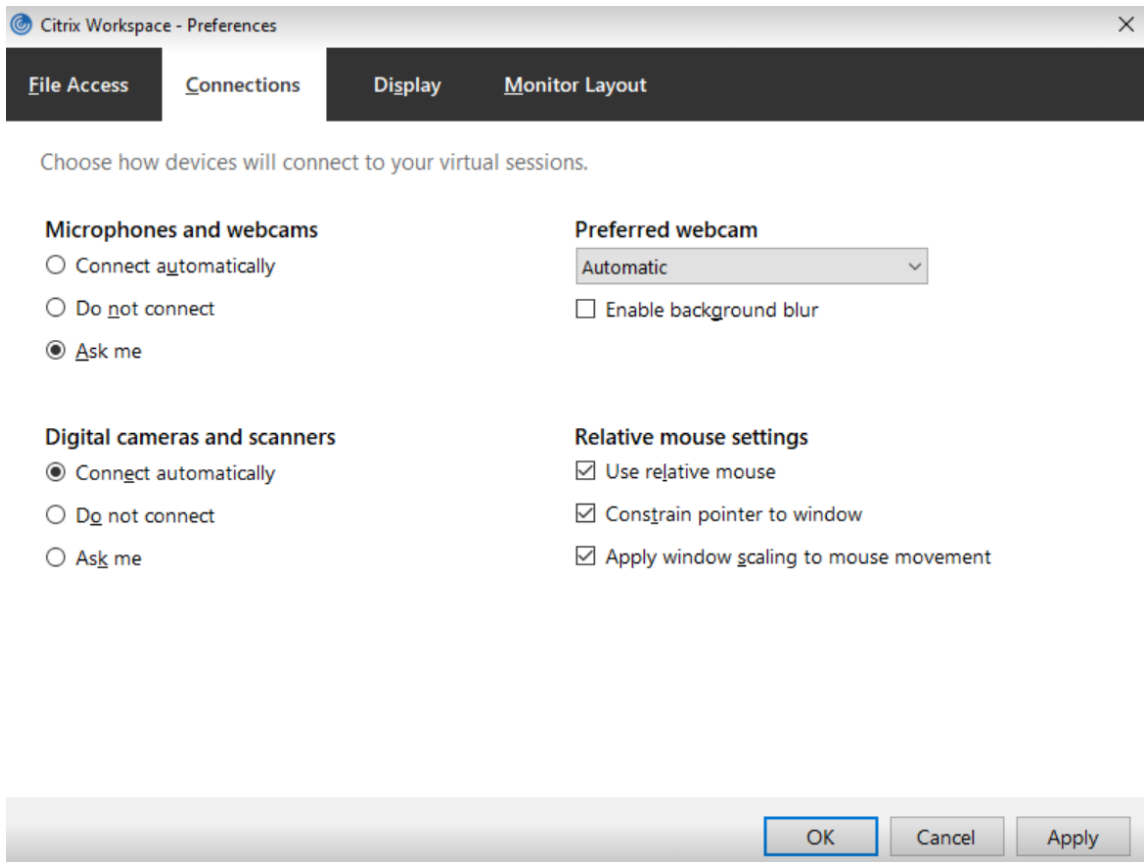 Citrix Workspace - Preferences
File Access Connections Display Monitor Layout
Choose how devices will connect to your virtual sessions.
Microphones and webcams
Connect automatically
Do not connect
Ask me
Preferred webcam
Automatic
Enable background blur
Digital cameras and scanners
Connect automatically
Do not connect
Ask me
Relative mouse settings
Use relative mouse
Constrain pointer to window
Apply window scaling to mouse movement
OK Cancel Apply